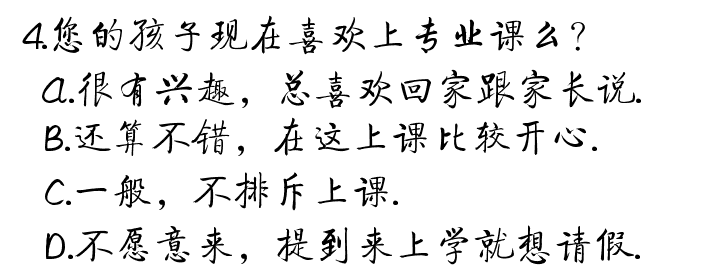 4.您的孩子现在喜欢上专业课么?
A.很有兴趣，总喜欢回家跟家长说.
B.还算不错，在这上课比较开心.
C.一般，不排斥上课.
D.不愿意来，提到来上学就想请假.